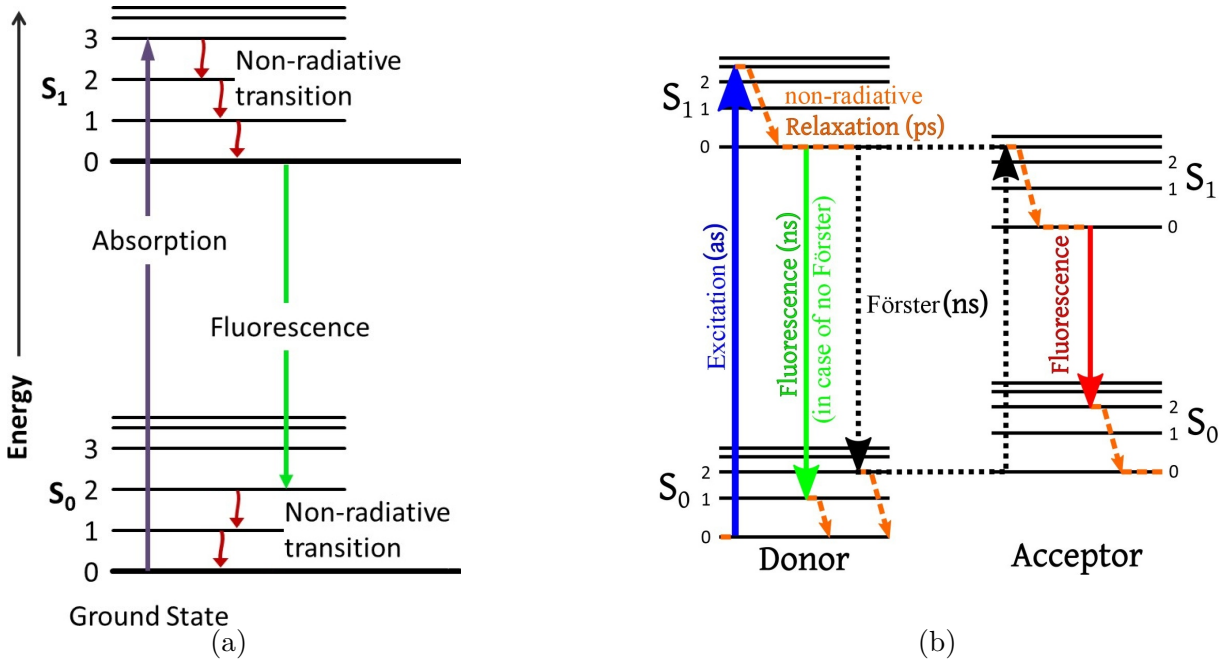 Energy
S1
3
2
1
0
Non-radiative
transition
Absorption
Fluorescence
S0
3
2
1
0
Non-radiative
transition
Ground State
(a)
S1
2
1
0
non-radiative
Relaxation (ps)
Excitation (as)
Fluorescence (ns)
(in case of no Förster)
Förster (ns)
S0
2
1
0
Donor
2
1
0
S1
Fluorescence
2
1
0
S0
Acceptor
(b)